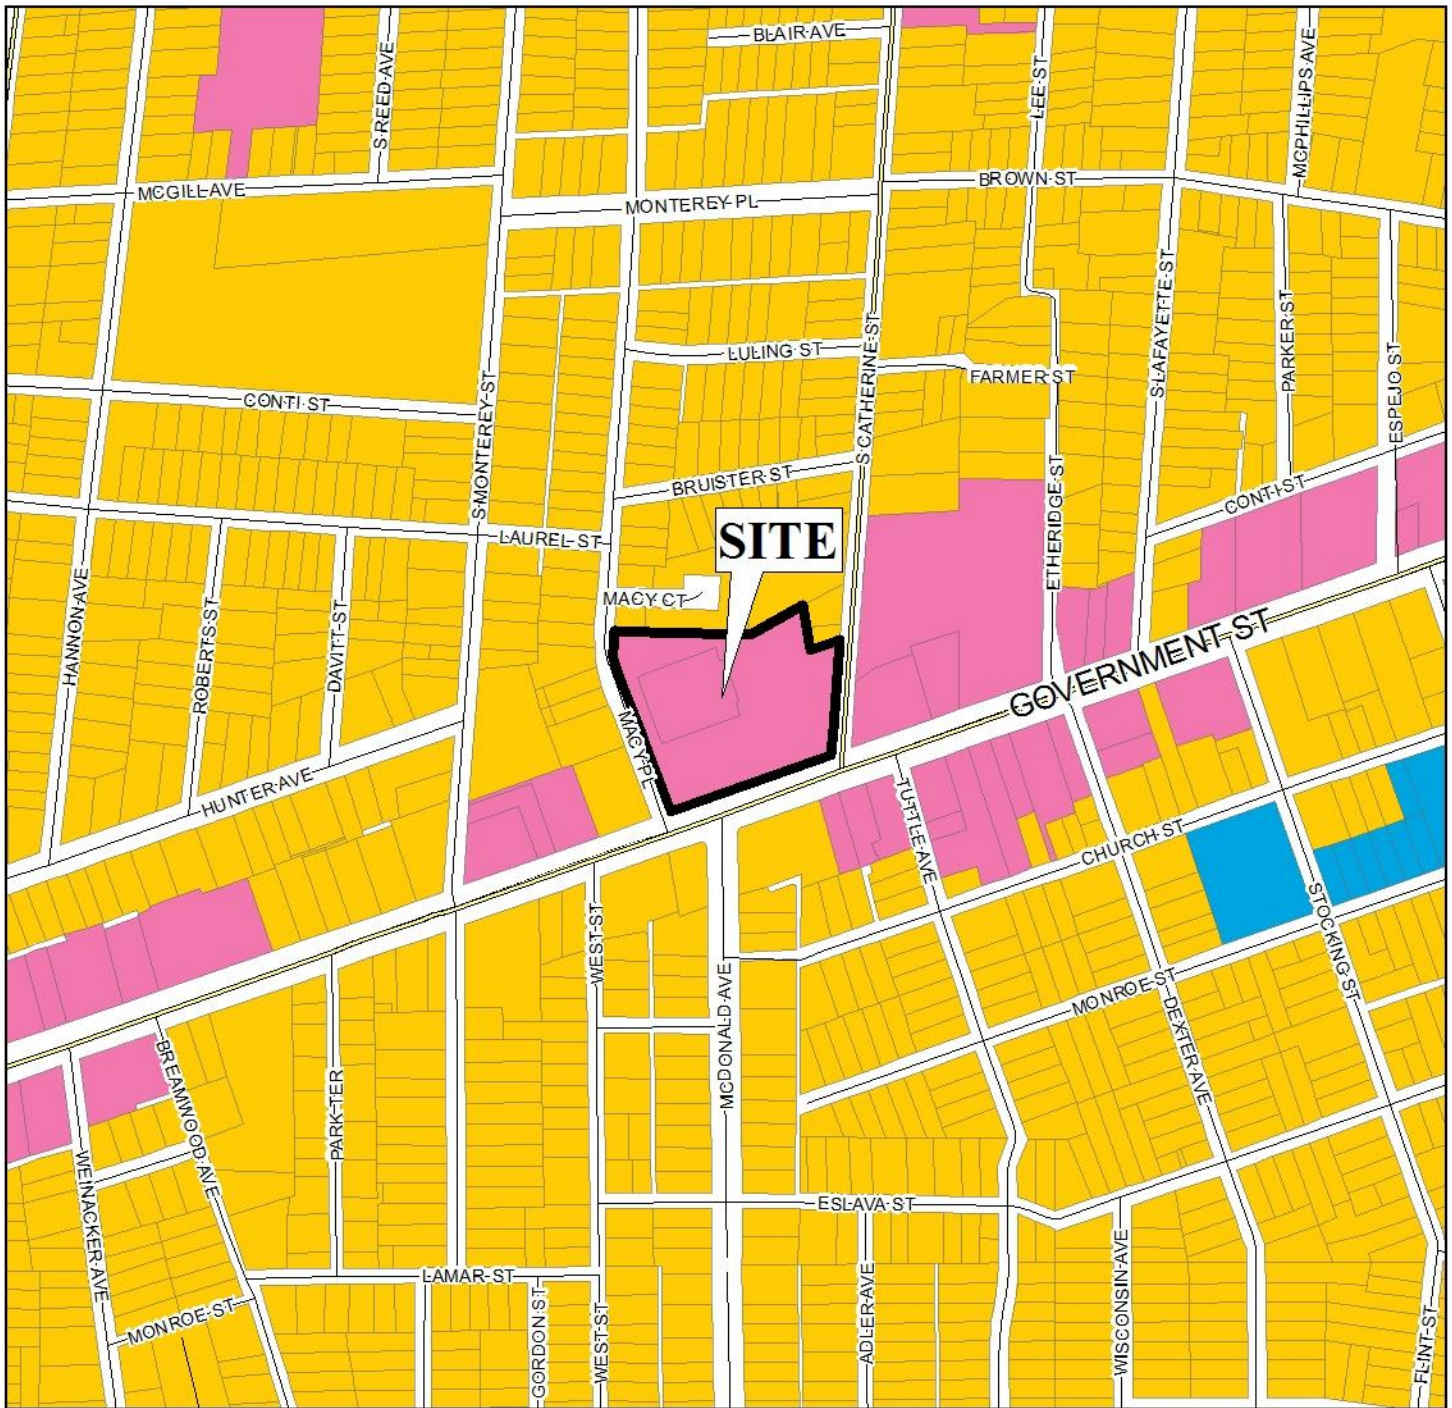 BLAIR AVE
S REED AVE
LEE ST
MCPHILLIPS AVE
MCGILL AVE
BROWN ST
MONTEREY PL
S LAFAYETTE ST
PARKER ST
LULING ST
S CATHERINE ST
FARMER ST
ESPEJO ST
CONTI ST
S MONTEREY ST
BRUISTER ST
CONTI ST
LAUREL ST
SITE
ETHERIDGE ST
HANNON AVE
ROBERTS ST
DAVITT ST
MACY CT
GOVERNMENT ST
MACY PL
HUNTER AVE
TUTTLE AVE
CHURCH ST
WEST ST
STOCKING ST
MCDONALD AVE
MONROE ST
DEXTER AVE
BREAMWOOD AVE
PARK TER
WEINACKER AVE
ESLAVA ST
LAMAR ST
MONROE ST
GORDON ST
WEST ST
ADLER AVE
WISCONSIN AVE
FLINT ST